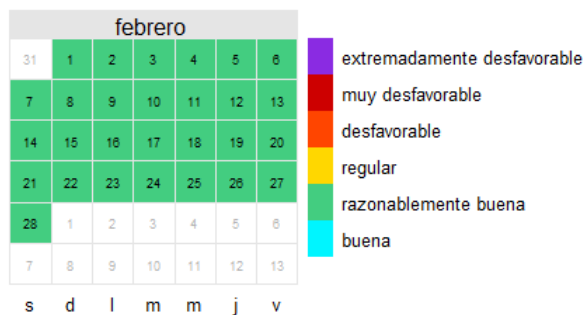 febrero
31 1 2 3 4 5 6
7 8 9 10 11 12 13
14 15 16 17 18 19 20
21 22 23 24 25 26 27
28 1 2 3 4 5 6
7 8 9 10 11 12 13
s d l m m j v
extremadamente desfavorable
muy desfavorable
desfavorable
regular
razonablemente buena
buena